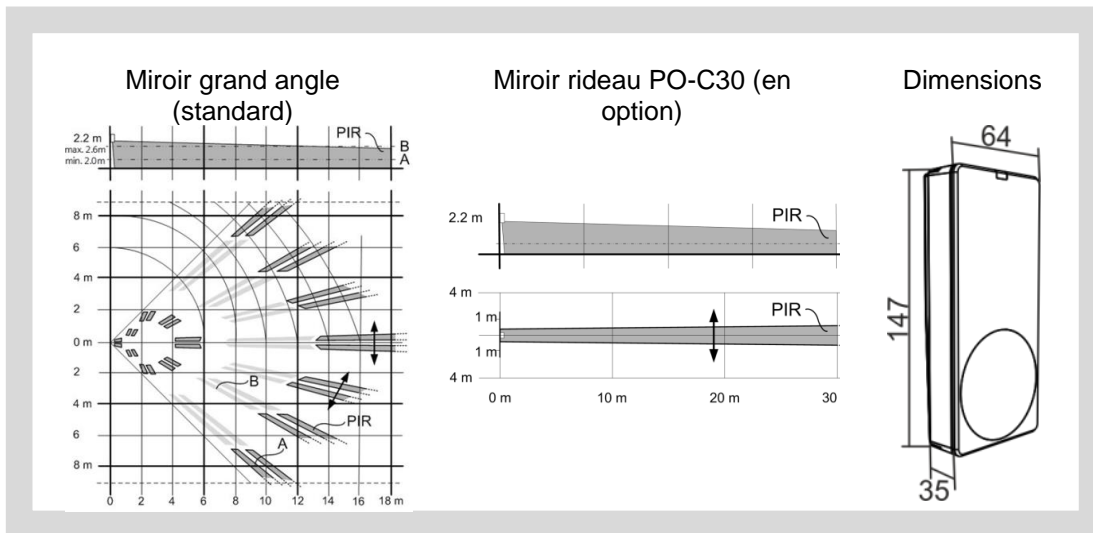 Miroir grand angle
(standard)
PIR
2.2 m
max. 2.6m
min. 2.0m
B
A
8 m
6
4 m
2
0 m
2
4 m
6
8 m
B
PIR
A
0 2 4 6 8 10 12 14 16 18 m
Miroir rideau PO-C30 (en
option)
2.2 m
PIR
4 m
1 m
1 m
4 m
PIR
0 m 10 m 20 m 30
Dimensions
64
147
35